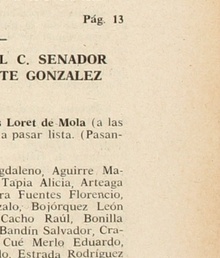 Pág. 13
L C. SENADOR
TE GONZALEZ
Loret de Mola (a las
a pasar lista. (Pasan-
gdaleno, Aguirre Ma-
Tapia Alicia, Arteaga
ra Fuentes Florencio,
zalo, Bojórquez León
Cacho Raúl, Bonilla
Bandín Salvador, Cra-
Cué Merlo Eduardo,
lo, Estrada Rodríguez